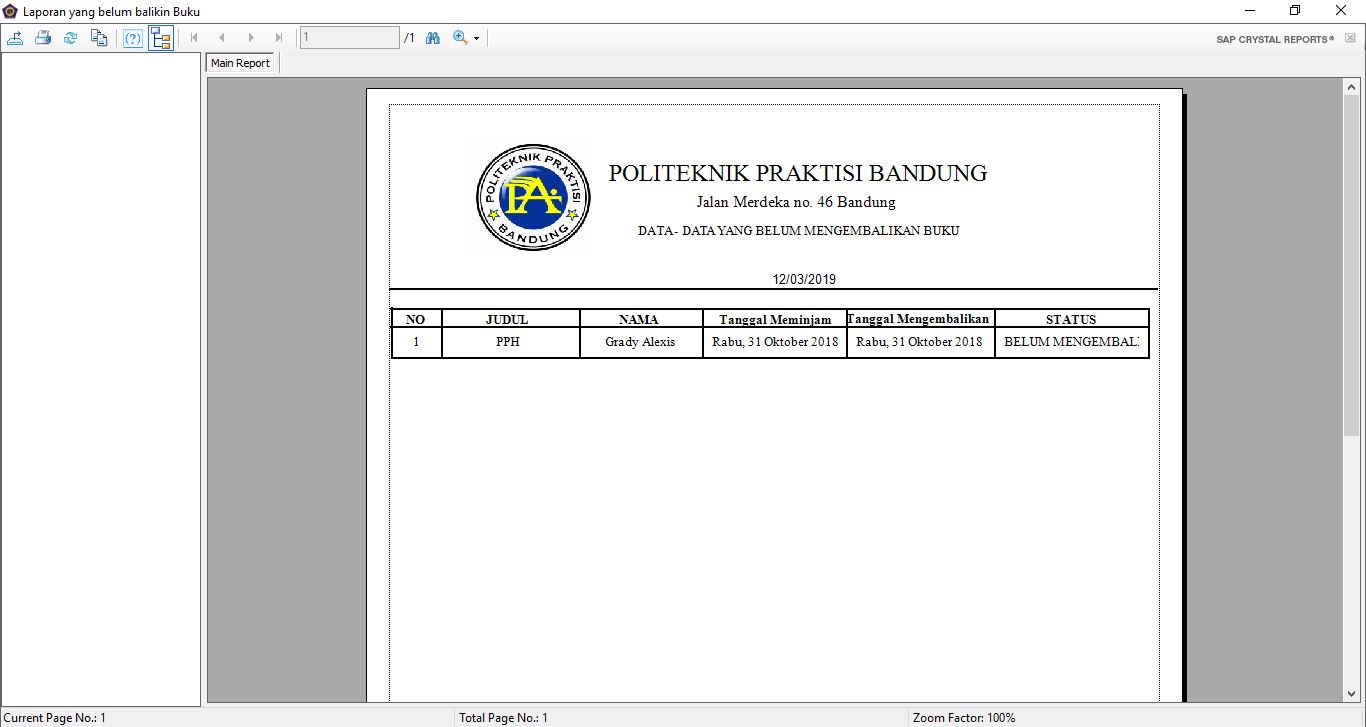 Laporan yang belum balikin Buku
1 /1
SAP CRYSTAL REPORTS®
Main Report
POLITEKNIK PRAKTISI
PA
BANDUNG
POLITEKNIK PRAKTISI BANDUNG
Jalan Merdeka no. 46 Bandung
DATA- DATA YANG BELUM MENGEMBALIKAN BUKU
12/03/2019
NO JUDUL NAMA Tanggal Meminjam Tanggal Mengembalikan STATUS
1 PPH Grady Alexis Rabu, 31 Oktober 2018 Rabu, 31 Oktober 2018 BELUM MENGEMBAL
Current Page No.: 1 Total Page No.: 1 Zoom Factor: 100%